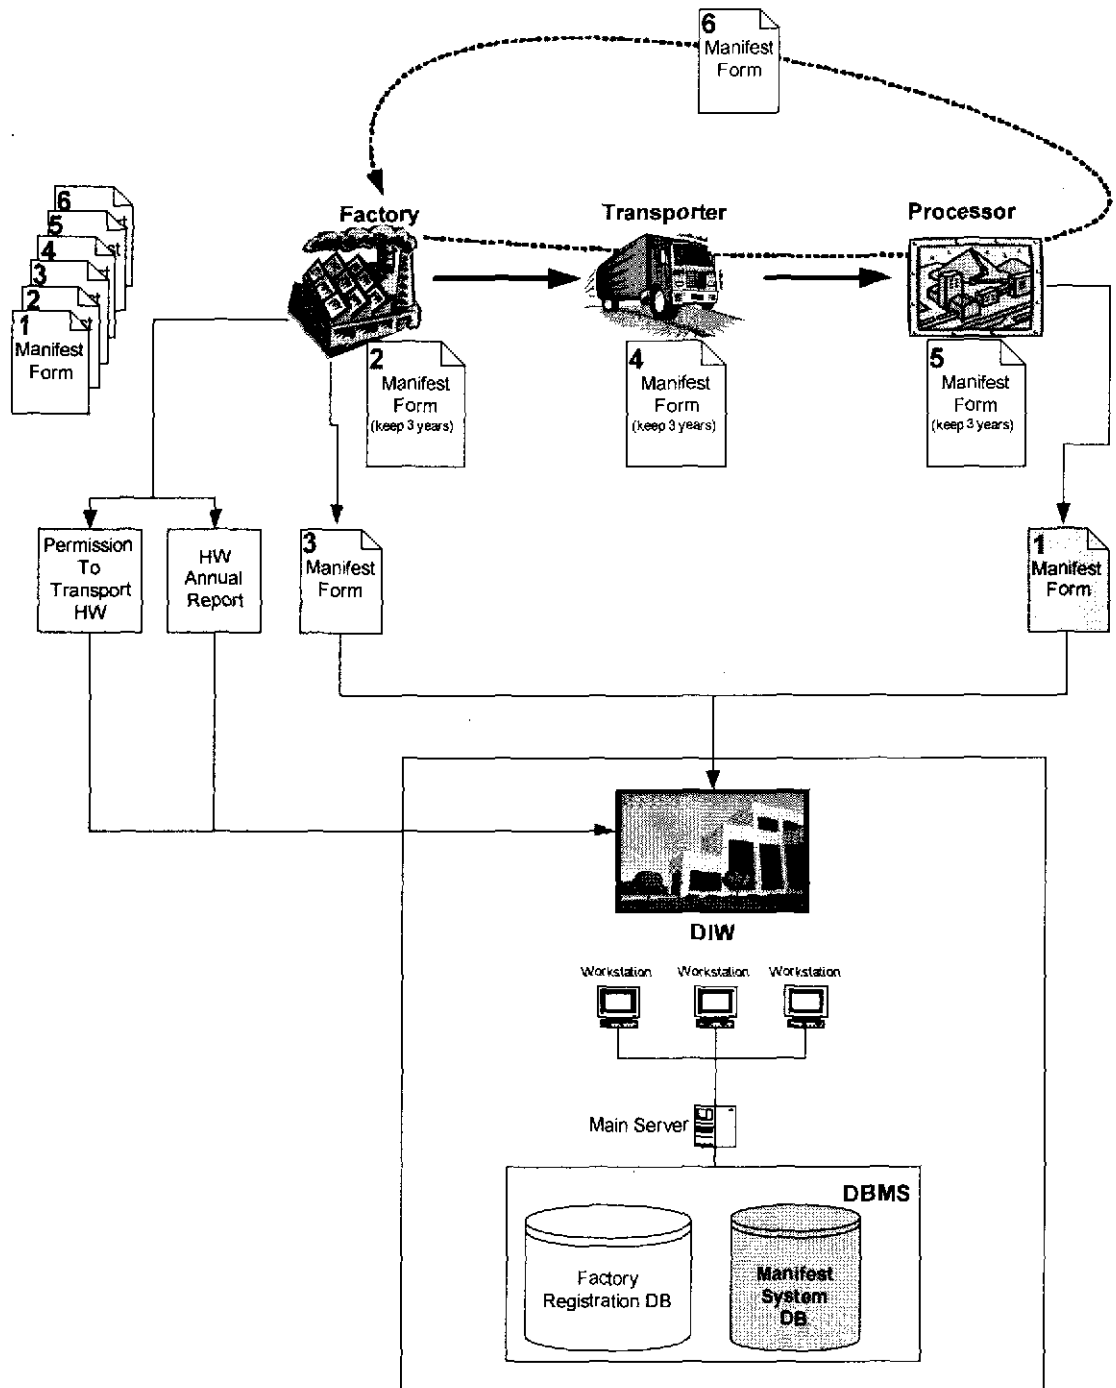 6
Manifest
Form
6
5
4
3
2
1
Manifest
Form
Factory
Transporter
Processor
2
Manifest
Form
(keep 3 years)
4
Manifest
Form
(keep 3 years)
5
Manifest
Form
(keep 3 years)
Permission
To
Transport
HW
HW
Annual
Report
3
Manifest
Form
1
Manifest
Form
DIW
Workstation
Workstation
Workstation
Main Server
DBMS
Factory
Registration DB
Manifest
System
DB